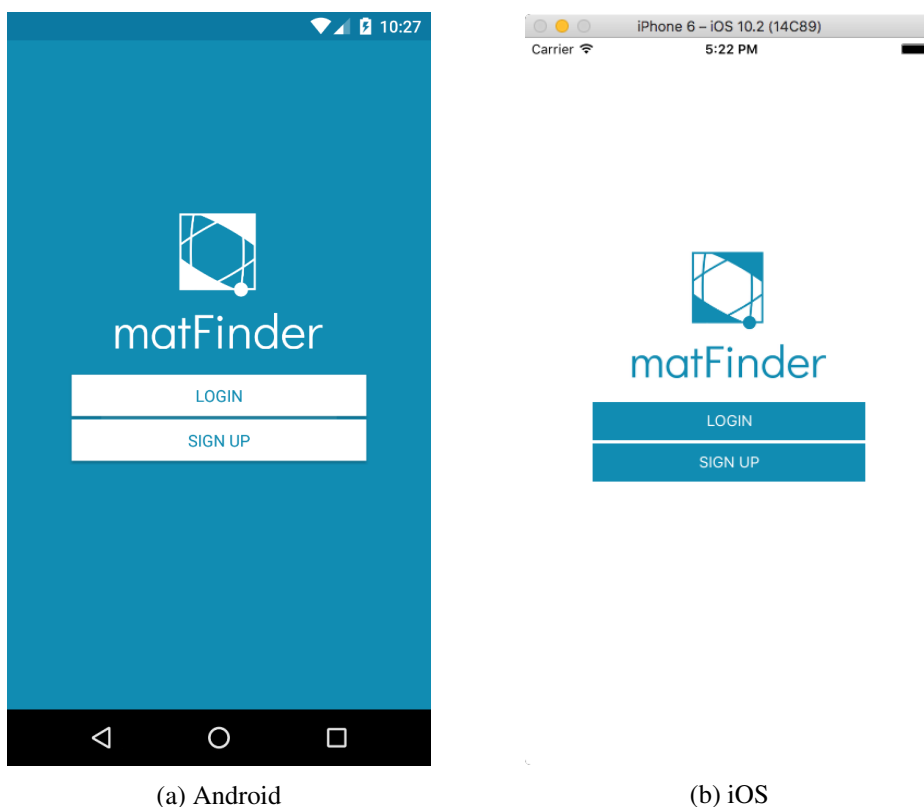 10:27
matFinder
LOGIN
SIGN UP
(a) Android
iPhone 6 – iOS 10.2 (14C89)
Carrier 5:22 PM
matFinder
LOGIN
SIGN UP
(b) iOS